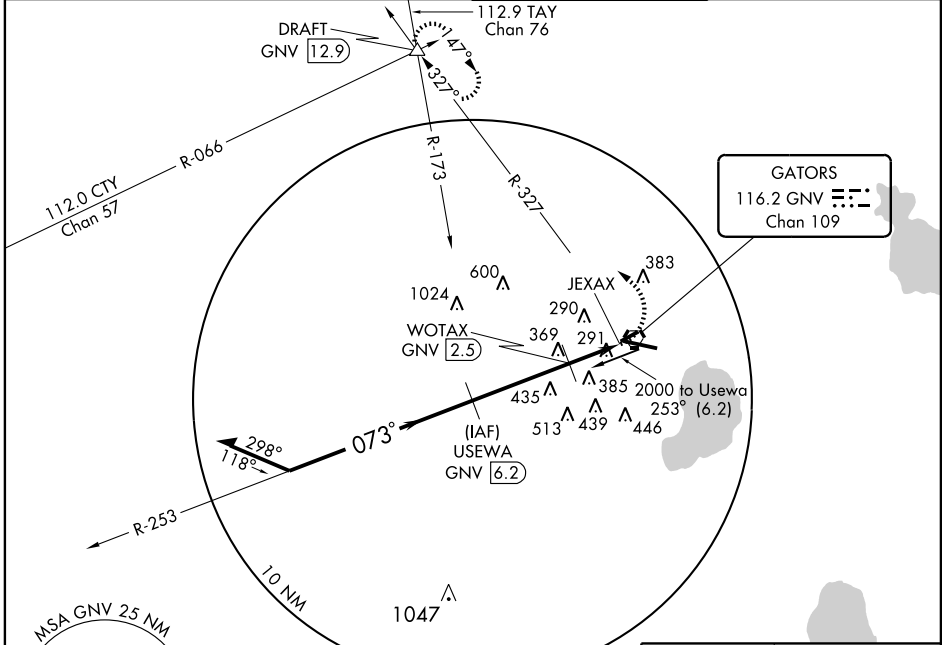 112.9 TAY
Chan 76
DRAFT
GNV 12.9
147°
327°
R-066
R-173
R-327
112.0 CTY
Chan 57
GATORS
116.2 GNV
Chan 109
383
600
1024
JEXAX
290
WOTAX
GNV 2.5
369
291
435
385
2000 to Usewa
253° (6.2)
513
439
446
073°
(IAF)
USEWA
GNV 6.2
298°
118°
R-253
10 NM
1047
MSA GNV 25 NM